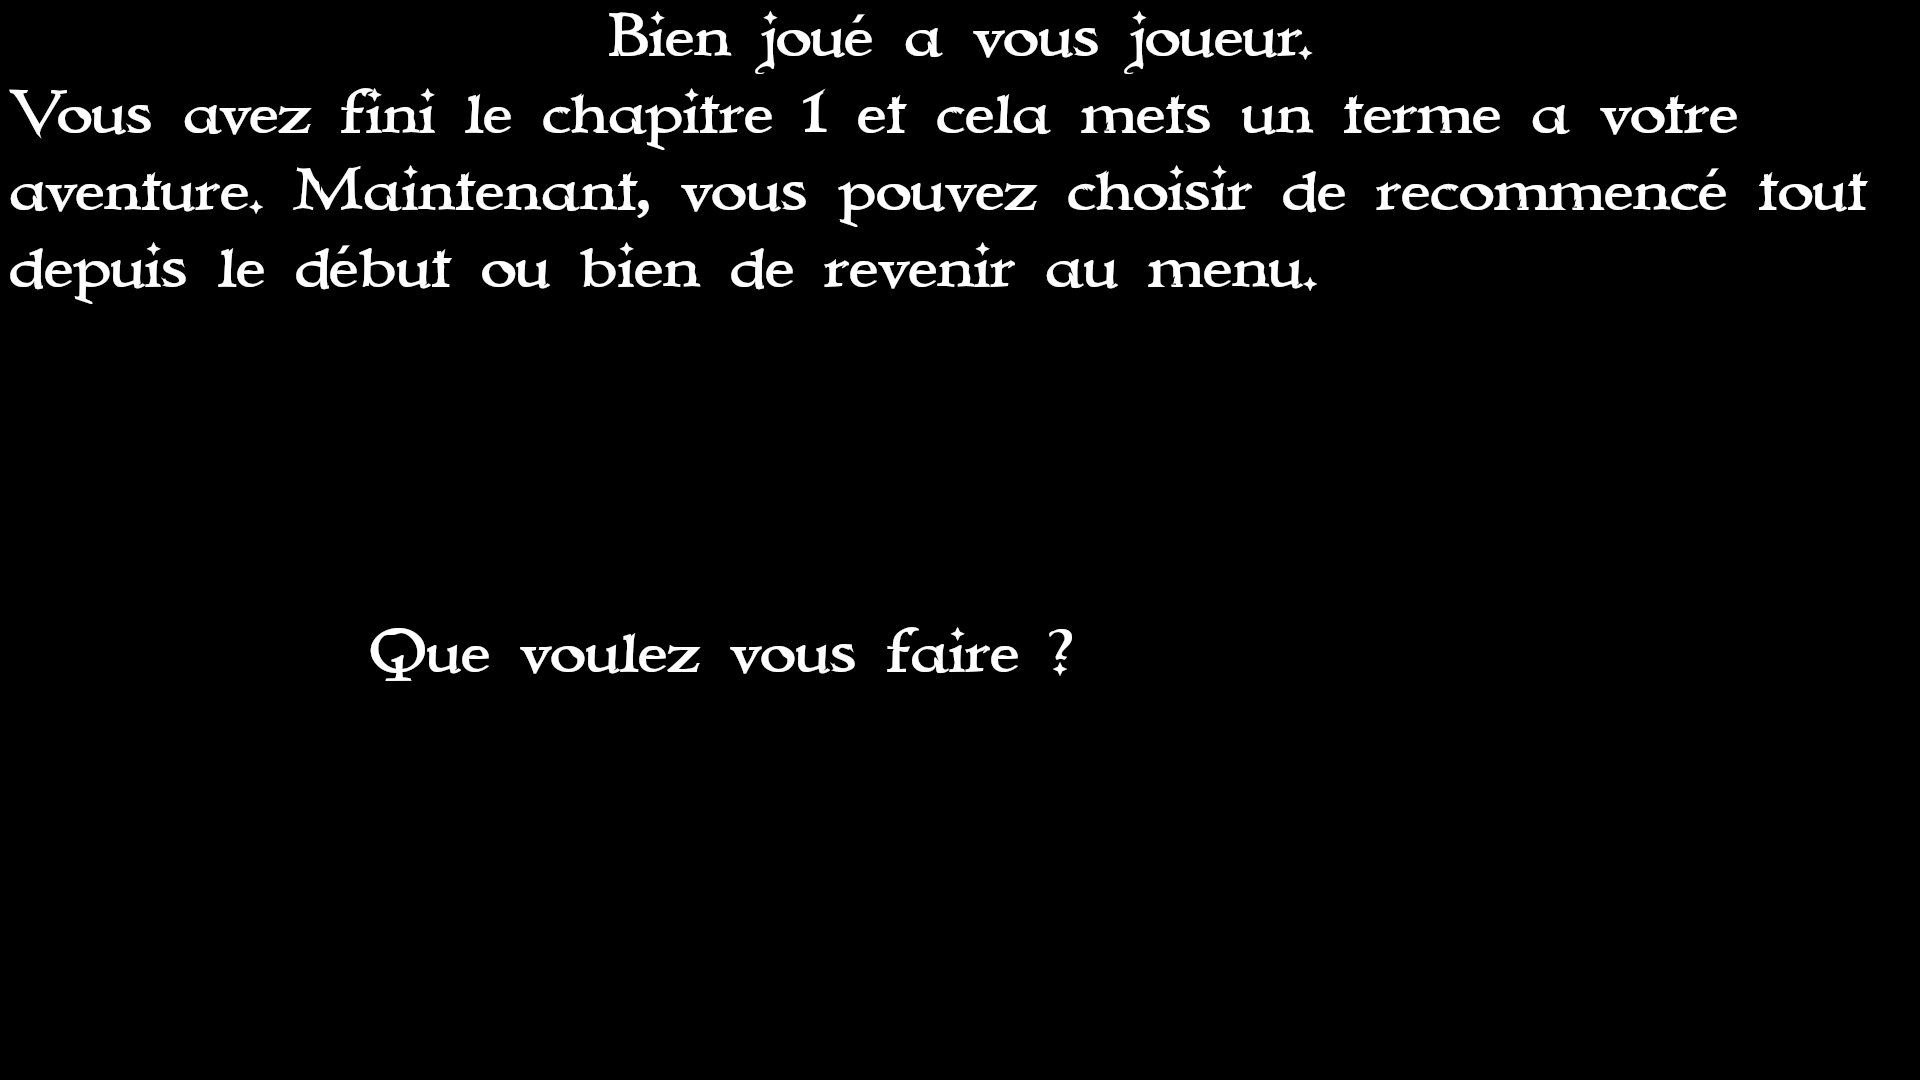 Bien joué a vous joueur.
Vous avez fini le chapitre 1 et cela mets un terme a votre
aventure. Maintenant, vous pouvez choisir de recommencé tout
depuis le début ou bien de revenir au menu.
Que voulez vous faire ?